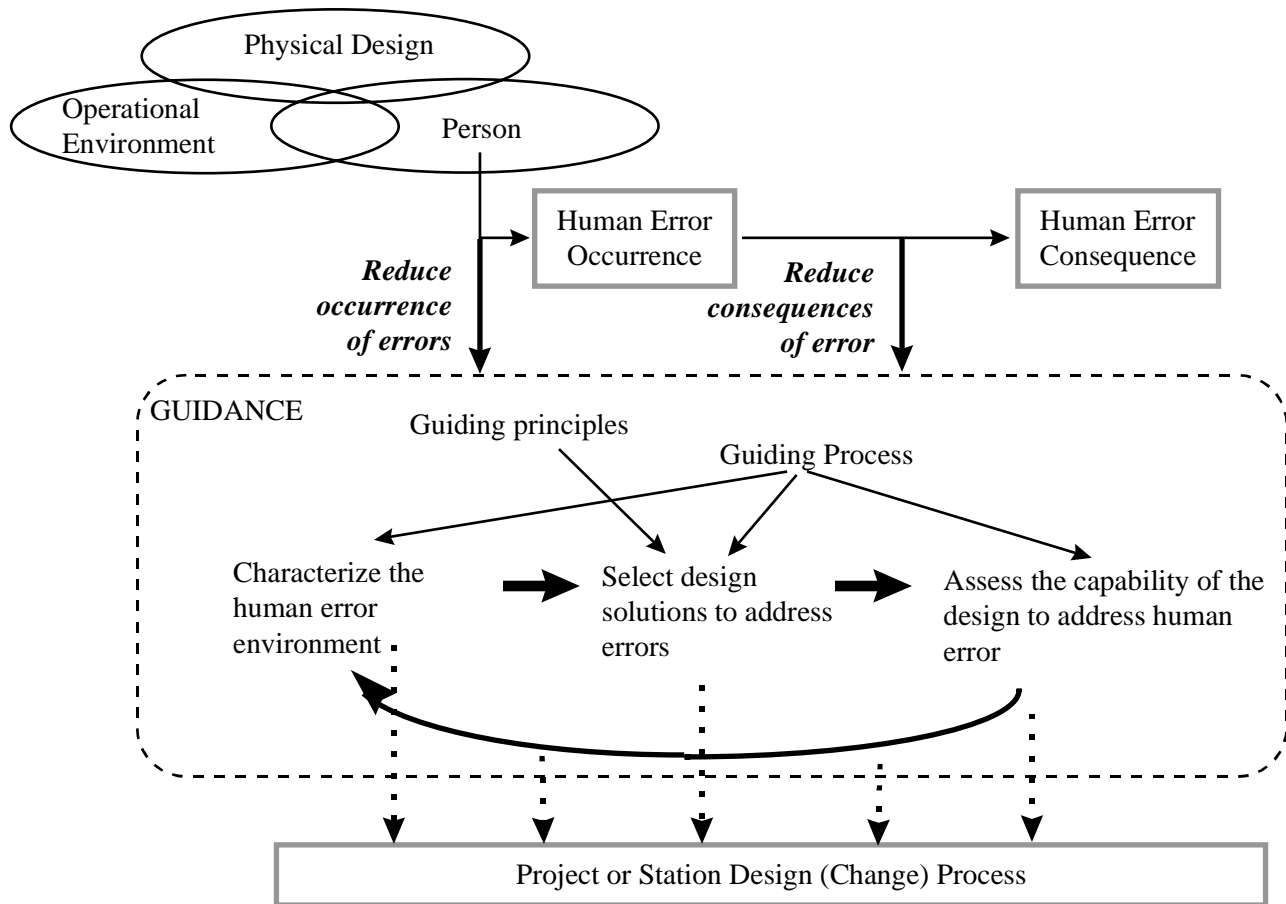 Physical Design
Operational
Environment
Person
Human Error
Occurrence
Human Error
Consequence
Reduce
occurrence
of errors
Reduce
consequences
of error
GUIDANCE
Guiding principles
Guiding Process
Characterize the
human error
environment
Select design
solutions to address
errors
Assess the capability of the
design to address human
error
Project or Station Design (Change) Process